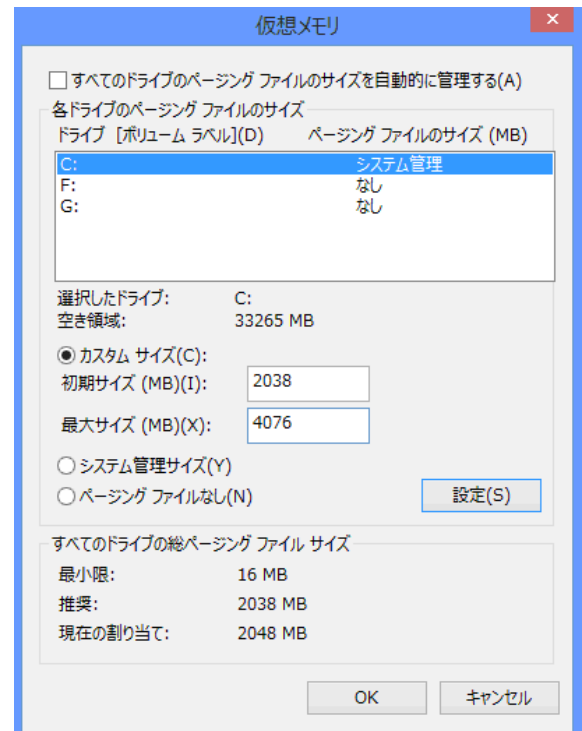 仮想メモリ
すべてのドライブのページング ファイルのサイズを自動的に管理する(A)
各ドライブのページング ファイルのサイズ
ドライブ [ボリューム ラベル](D) ページング ファイルのサイズ (MB)
C: システム管理
F: なし
G: なし
選択したドライブ: C:
空き領域: 33265 MB
カスタム サイズ(C):
初期サイズ (MB)(I): 2038
最大サイズ (MB)(X): 4076
システム管理サイズ(Y)
ページング ファイルなし(N) 設定(S)
すべてのドライブの総ページング ファイル サイズ
最小限: 16 MB
推奨: 2038 MB
現在の割り当て: 2048 MB
OK キャンセル